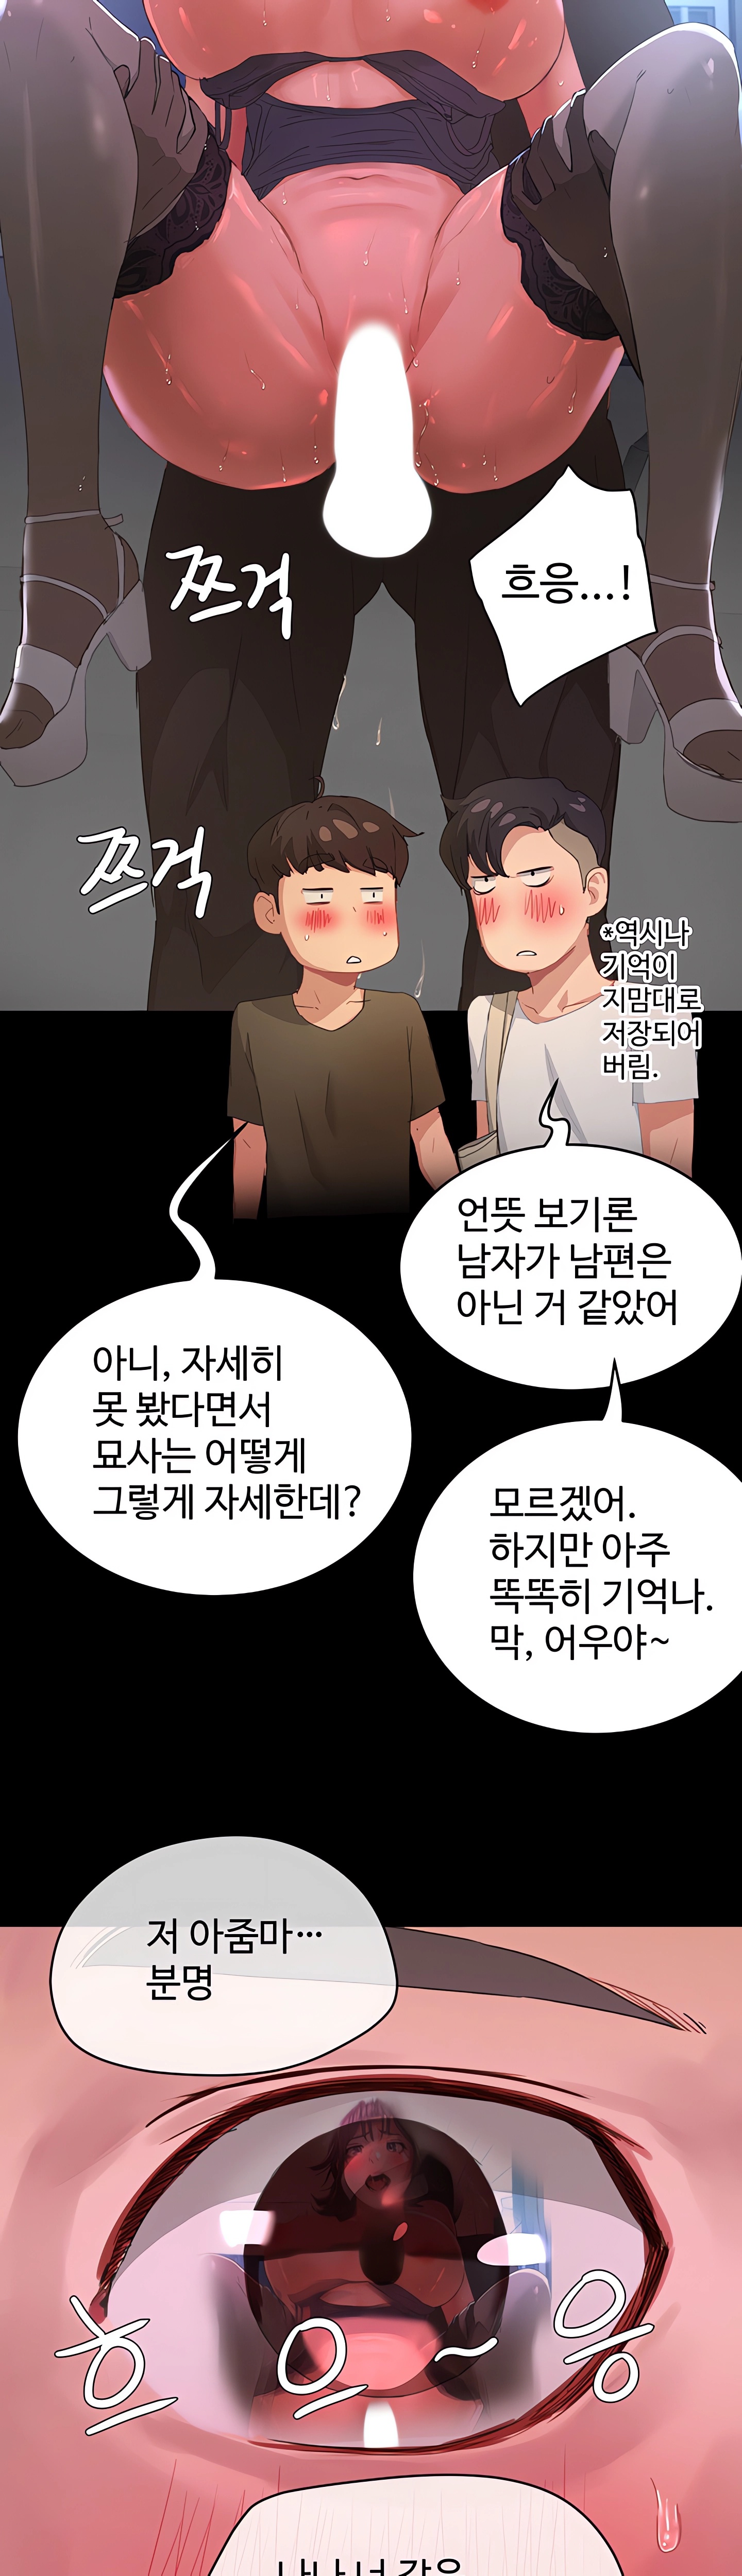 흐응...!
쯔걱
쯔걱
*역시나
기억이
지맘대로
저장되어
버림.
언뜻 보기론
남자가 남편은
아닌 거 같았어
아니, 자세히
못 봤다면서
묘사는 어떻게
그렇게 자세한데?
모르겠어.
하지만 아주
똑똑히 기억나.
막, 어우야~
저 아줌마…
분명
흐 으 ~ 응